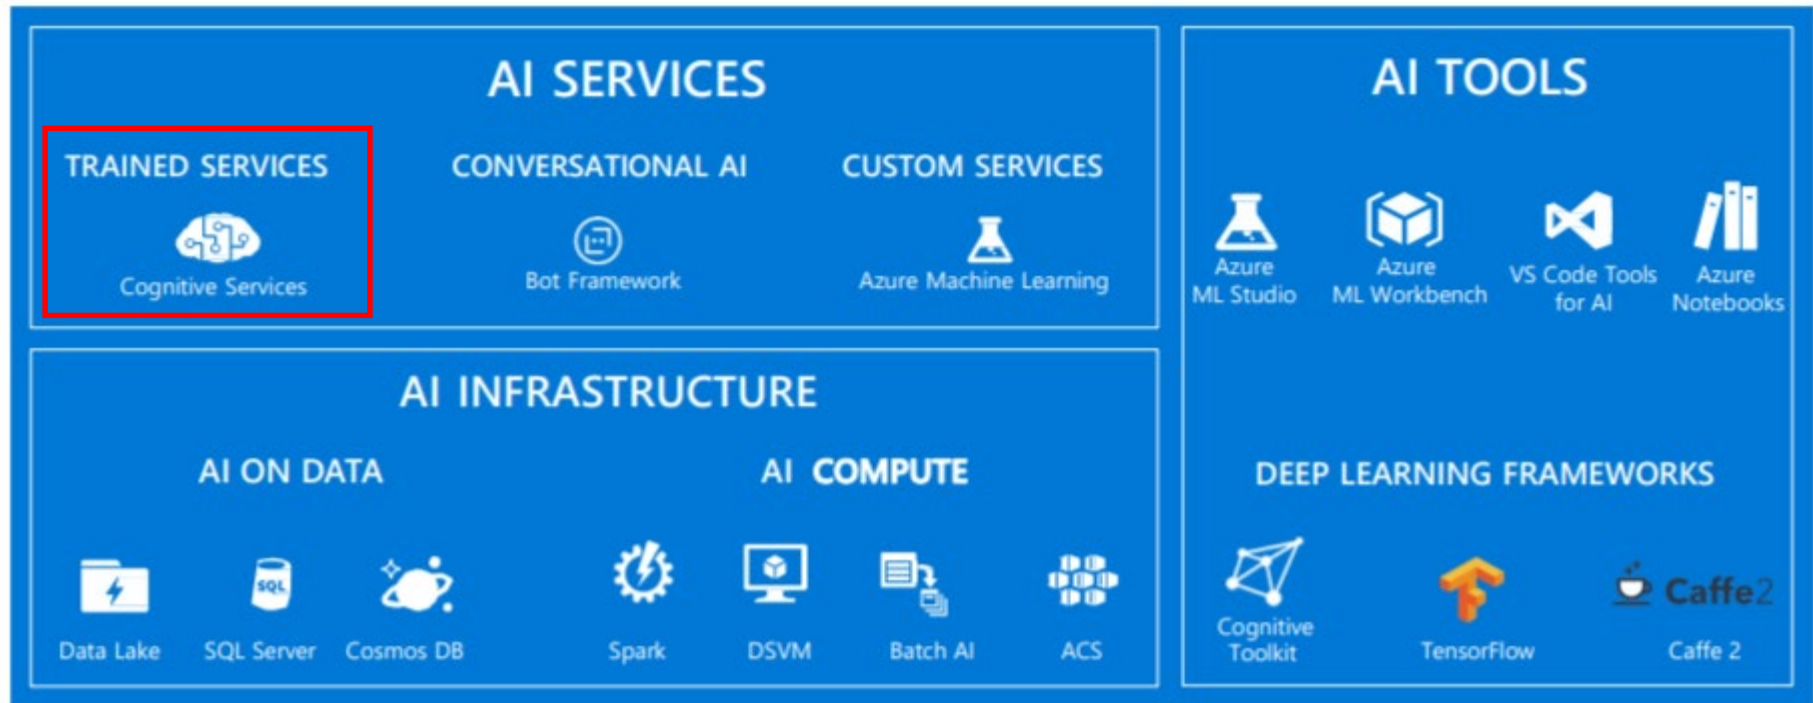 AI SERVICES
TRAINED SERVICES
Cognitive Services
CONVERSATIONAL AI
Bot Framework
CUSTOM SERVICES
Azure Machine Learning
AI INFRASTRUCTURE
AI ON DATA
SQL
Data Lake
SQL Server
Cosmos DB
AI COMPUTE
Spark
DSVM
Batch AI
ACS
AI TOOLS
Azure
ML Studio
Azure
ML Workbench
VS Code Tools
for AI
Azure
Notebooks
DEEP LEARNING FRAMEWORKS
Cognitive
Toolkit
TensorFlow
Caffe2
Caffe 2